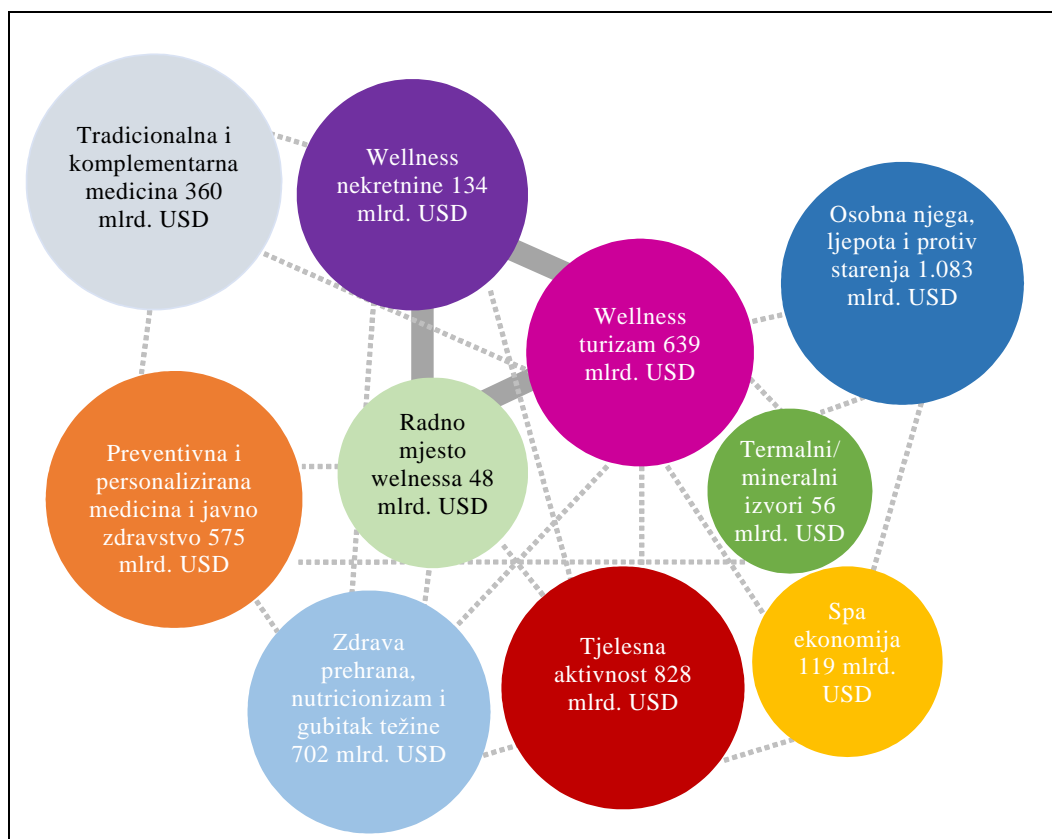 Tradicionalna i
komplementarna
medicina 360
mlrd. USD
Wellness
nekretnine 134
mlrd. USD
Osobna njega,
ljepota i protiv
starenja 1.083
mlrd. USD
Wellness
turizam 639
mlrd. USD
Preventivna i
personalizirana
medicina i javno
zdravstvo 575
mlrd. USD
Radno
mjesto
welnessa 48
mlrd. USD
Termalni/
mineralni
izvori 56
mlrd. USD
Zdrava
prehrana,
nutricionizam i
gubitak težine
702 mlrd. USD
Tjelesna
aktivnost 828
mlrd. USD
Spa
ekonomija
119 mlrd.
USD